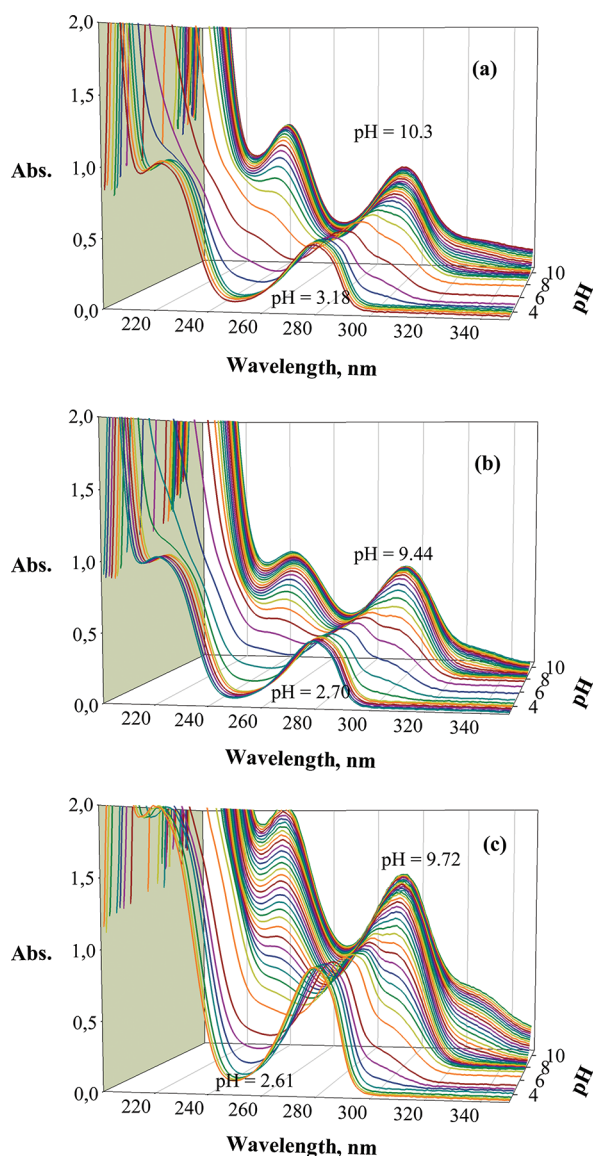 2,0
(a)
1,5
pH = 10.3
1,0
Abs.
0,5
10
8
6
pH = 3.18
4
pH
0,0
220 240 260 280 300 320 340
Wavelength, nm
2,0
(b)
1,5
pH = 9.44
1,0
Abs.
0,5
10
8
6
pH = 2.70
4
pH
0,0
220 240 260 280 300 320 340
Wavelength, nm
2,0
(c)
pH = 9.72
1,5
1,0
Abs.
0,5
10
8
6
pH = 2.61
4
pH
0,0
220 240 260 280 300 320 340
Wavelength, nm